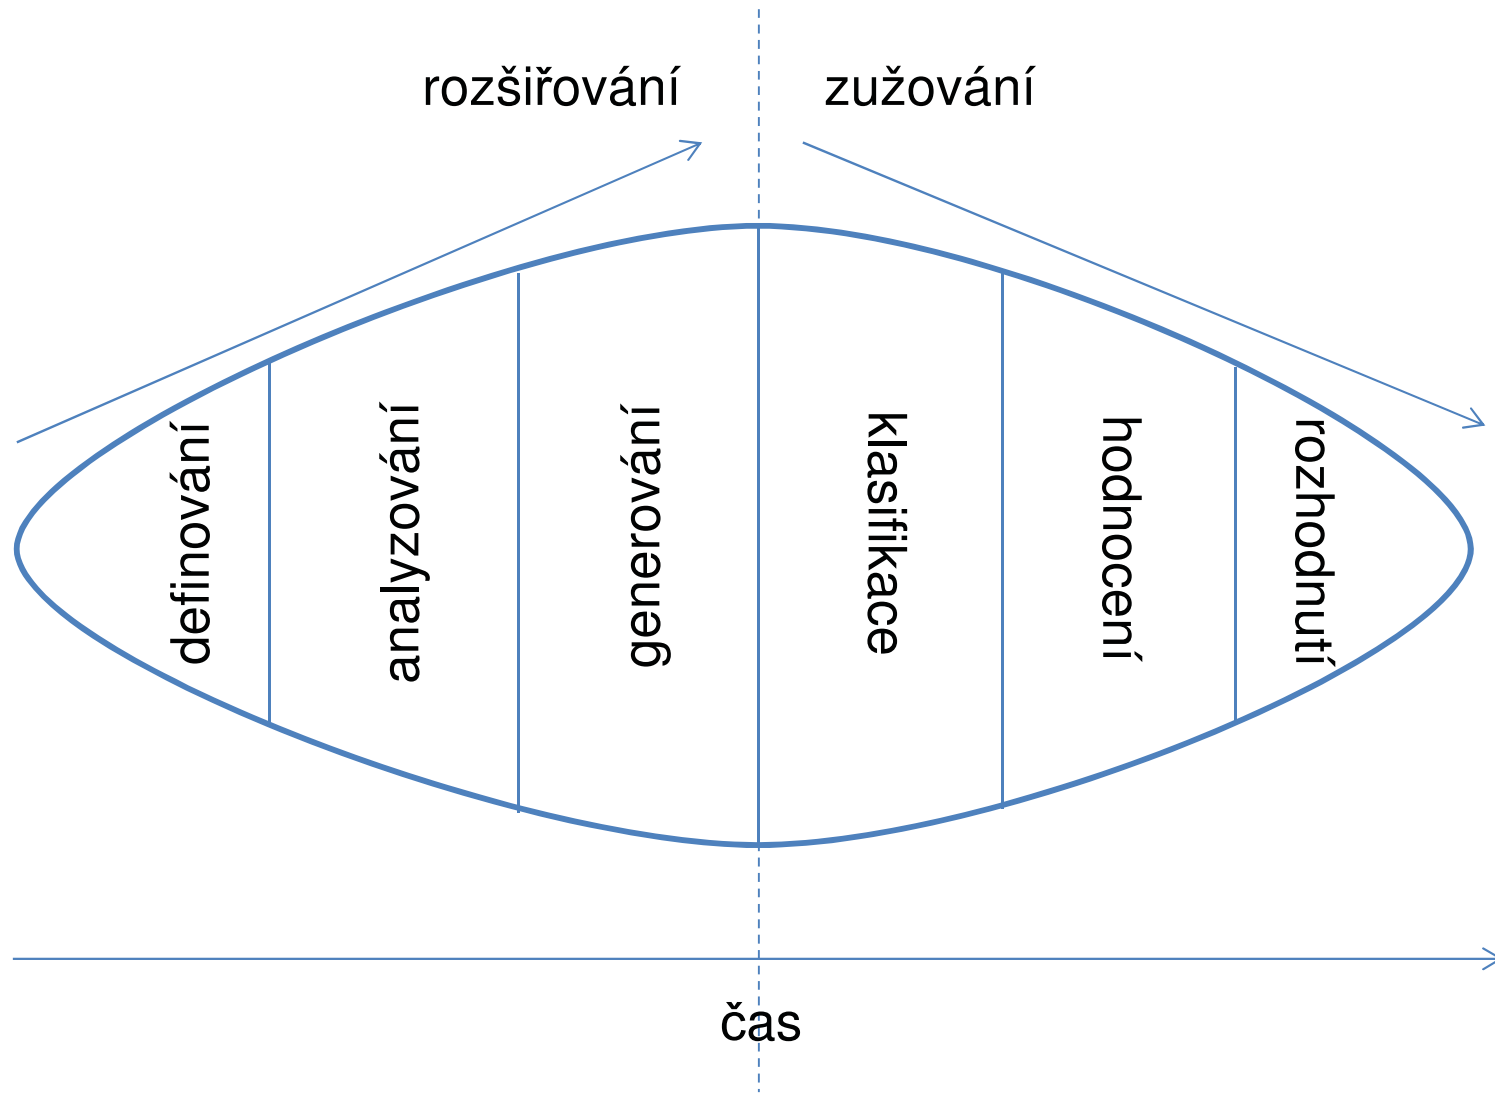 rozšiřování
zužování
definování
analyzování
generování
klasifikace
hodnocení
rozhodnutí
čas